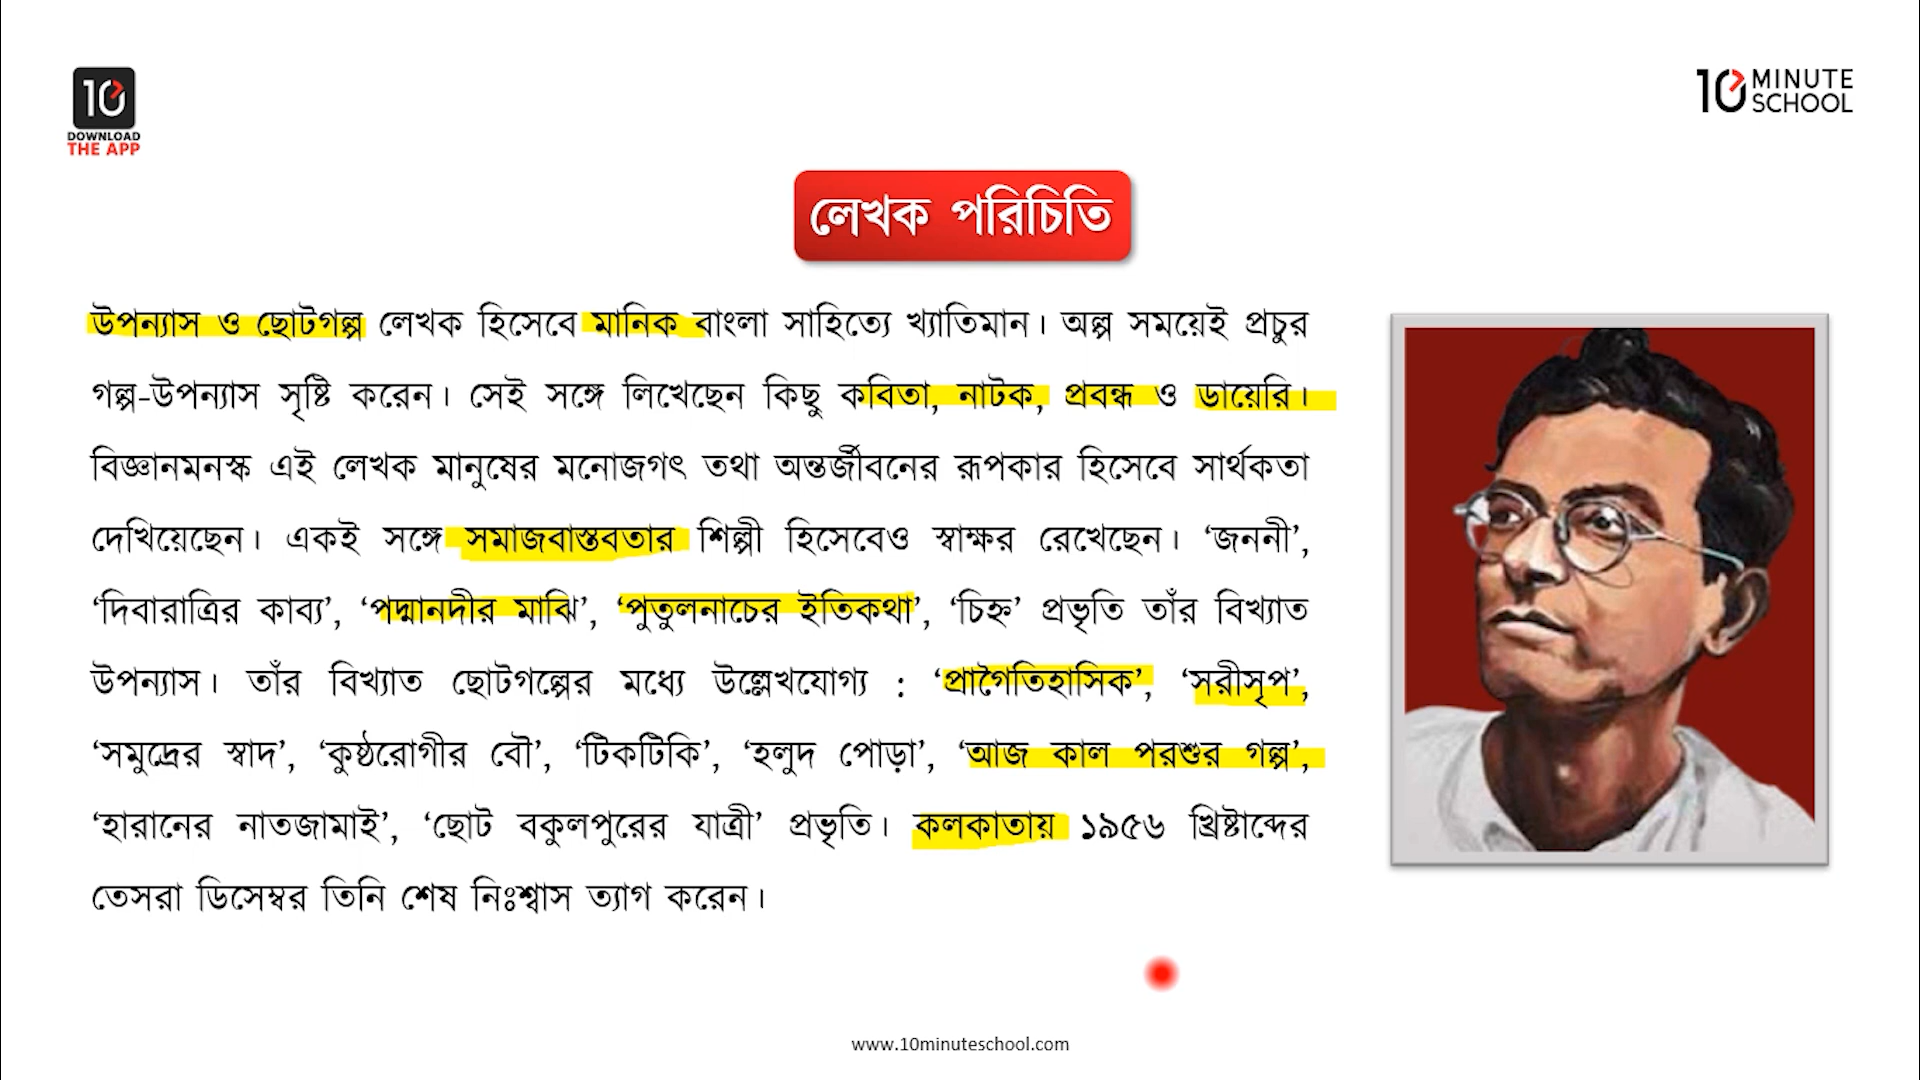 10
DOWNLOAD
THE APP
10 MINUTE
SCHOOL
লেখক পরিচিতি
উপন্যাস ও ছোটগল্প লেখক হিসেবে মানিক বাংলা সাহিত্যে খ্যাতিমান। অল্প সময়েই প্রচুর
গল্প-উপন্যাস সৃষ্টি করেন। সেই সঙ্গে লিখেছেন কিছু কবিতা, নাটক, প্রবন্ধ ও ডায়েরি।
বিজ্ঞানমনস্ক এই লেখক মানুষের মনোজগৎ তথা অন্তর্জীবনের রূপকার হিসেবে সার্থকতা
দেখিয়েছেন। একই সঙ্গে সমাজবাস্তবতার শিল্পী হিসেবেও স্বাক্ষর রেখেছেন। ‘জননী’,
‘দিবারাত্রির কাব্য’, ‘পদ্মানদীর মাঝি’, ‘পুতুলনাচের ইতিকথা’, ‘চিহ্ন’ প্রভৃতি তাঁর বিখ্যাত
উপন্যাস। তাঁর বিখ্যাত ছোটগল্পের মধ্যে উল্লেখযোগ্য : ‘প্রাগৈতিহাসিক’, ‘সরীসৃপ’,
‘সমুদ্রের স্বাদ’, ‘কুষ্ঠরোগীর বৌ’, ‘টিকটিকি’, ‘হলুদ পোড়া’, ‘আজ কাল পরশুর গল্প’,
‘হারানের নাতজামাই’, ‘ছোট বকুলপুরের যাত্রী’ প্রভৃতি। কলকাতায় ১৯৫৬ খ্রিষ্টাব্দের
তেসরা ডিসেম্বর তিনি শেষ নিঃশ্বাস ত্যাগ করেন।
www.10minuteschool.com